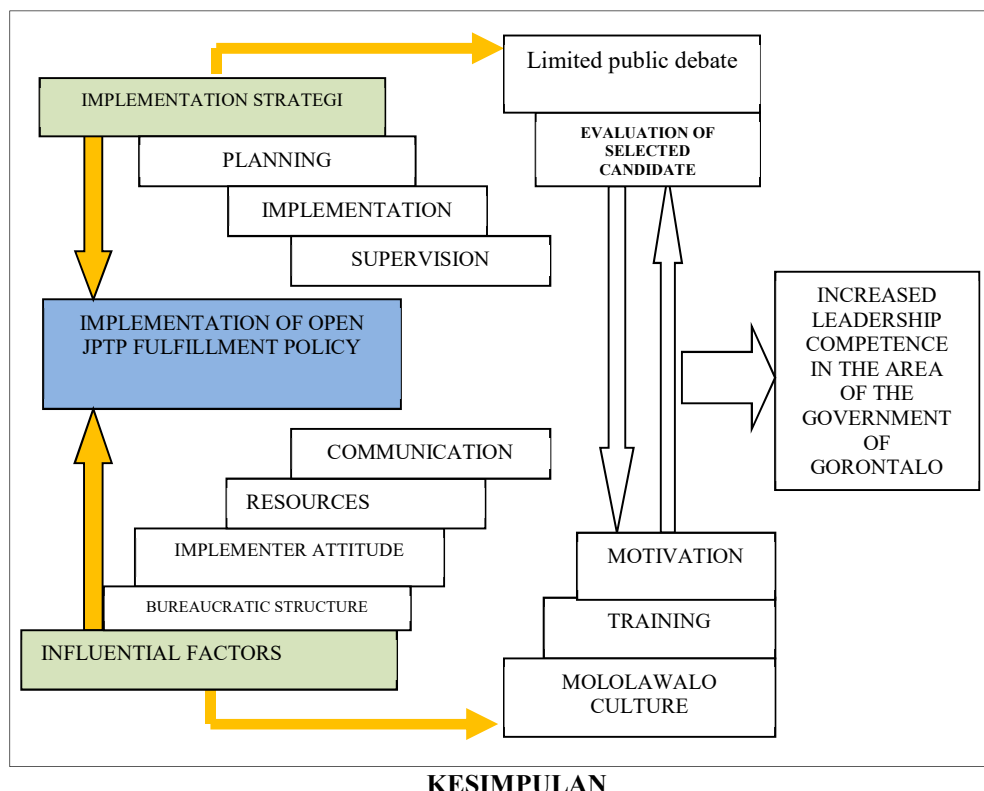 Limited public debate
IMPLEMENTATION STRATEGI
EVALUATION OF
SELECTED
CANDIDATE
PLANNING
IMPLEMENTATION
SUPERVISION
IMPLEMENTATION OF OPEN
JPTP FULFILLMENT POLICY
INCREASED
LEADERSHIP
COMPETENCE
IN THE AREA
OF THE
GOVERNMENT
OF
GORONTALO
COMMUNICATION
RESOURCES
IMPLEMENTER ATTITUDE
BUREAUCRATIC STRUCTURE
INFLUENTIAL FACTORS
MOTIVATION
TRAINING
MOLOLAWALO
CULTURE
KESIMPULAN